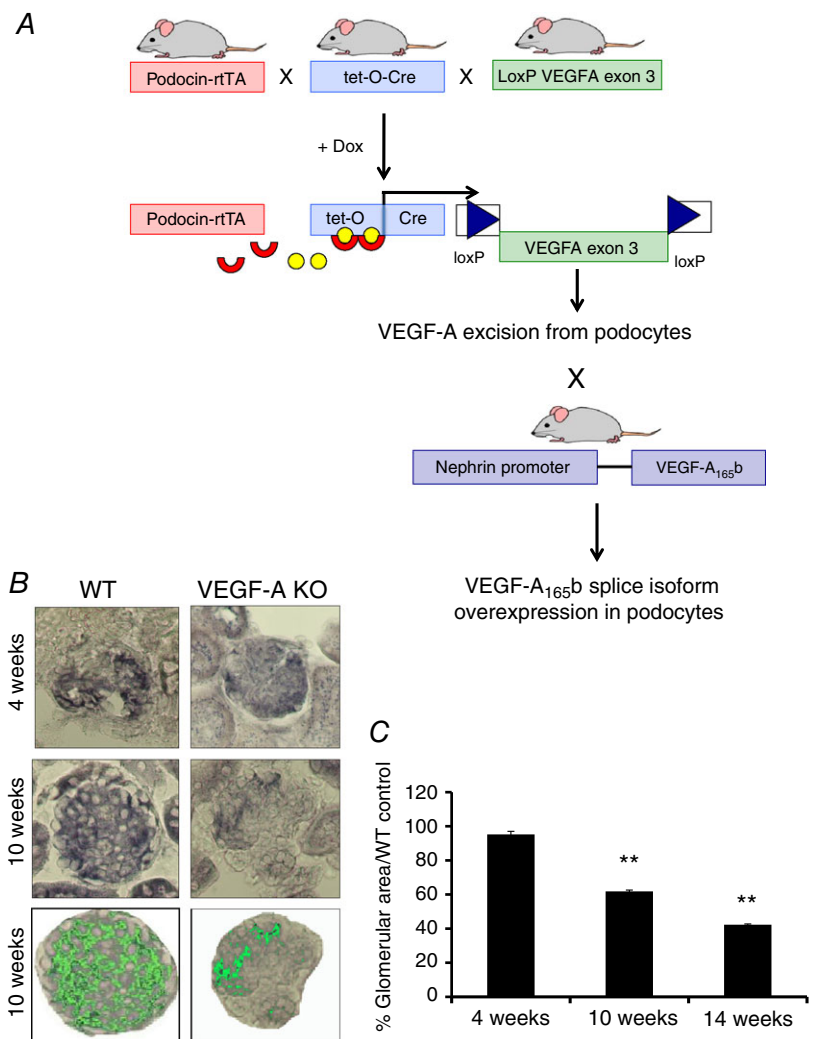 A
Podocin-rtTA X tet-O-Cre X LoxP VEGFA exon 3
+ Dox
Podocin-rtTA tet-O Cre
loxP VEGFA exon 3 loxP
VEGF-A excision from podocytes
X
Nephrin promoter VEGF-A₁₆₅b
VEGF-A₁₆₅b splice isoform
overexpression in podocytes
B
WT VEGF-A KO
4 weeks
10 weeks
10 weeks
C
% Glomerular area/WT control
120
100
80
60
40
20
0
**
**
4 weeks 10 weeks 14 weeks